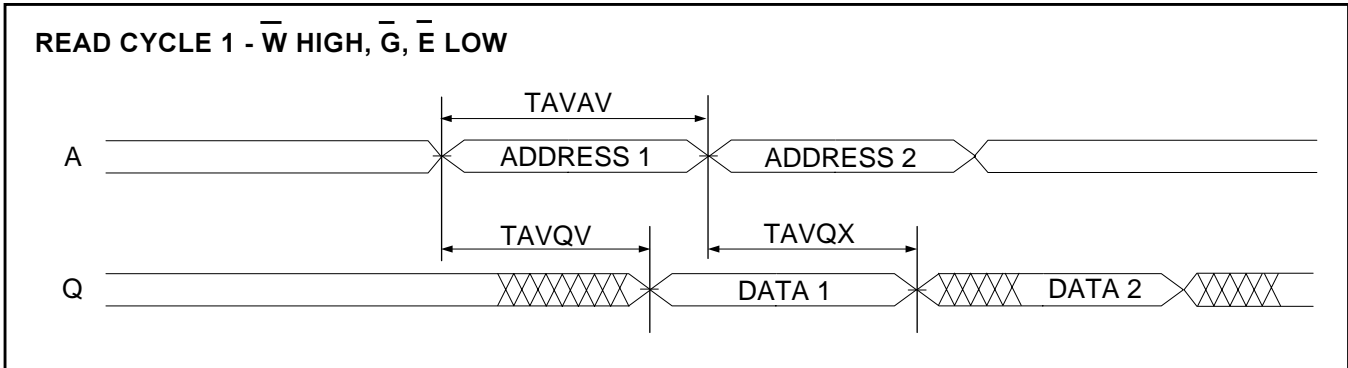 READ CYCLE 1 - W̅ HIGH, G̅, E̅ LOW
TAVAV
A ADDRESS 1 ADDRESS 2
TAVQV TAVQX
Q DATA 1 DATA 2